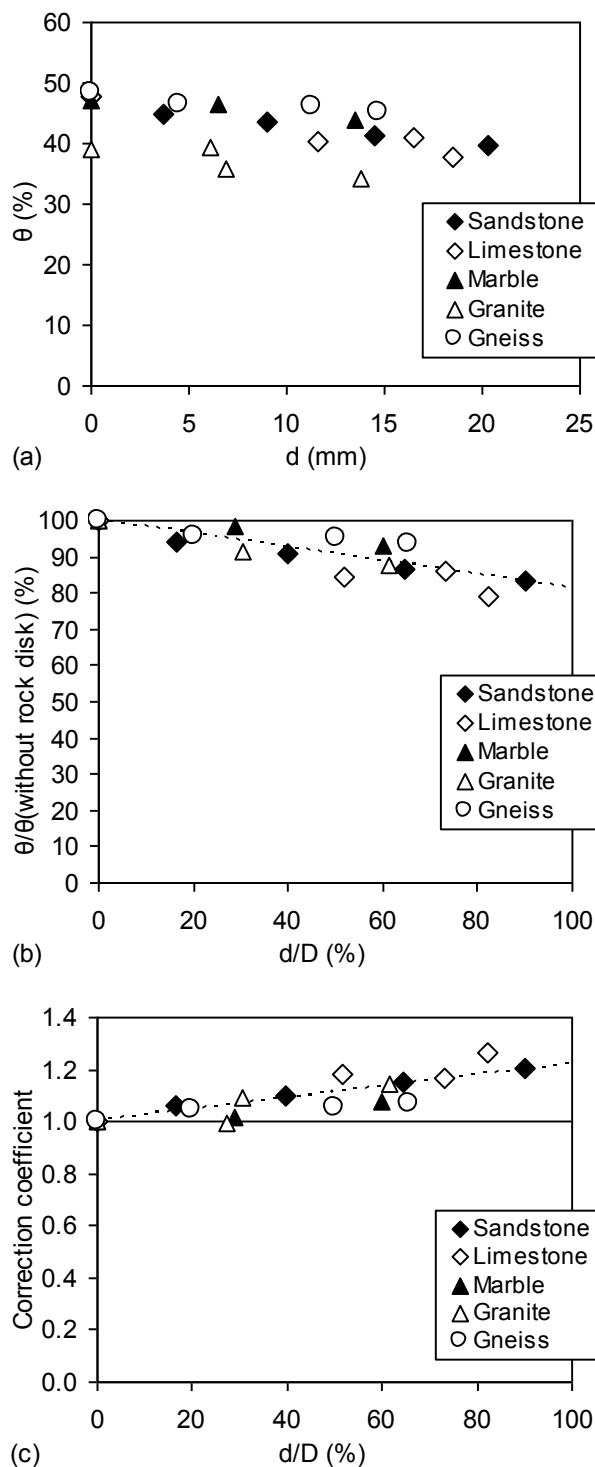 60
50
40
30
20
10
0
θ (%)
Sandstone
Limestone
Marble
Granite
Gneiss
0 5 10 15 20 25
(a) d (mm)
100
90
80
70
60
50
40
30
20
10
0
θ/θ(without rock disk) (%)
Sandstone
Limestone
Marble
Granite
Gneiss
0 20 40 60 80 100
(b) d/D (%)
1.4
1.2
1.0
0.8
0.6
0.4
0.2
0.0
Correction coefficient
Sandstone
Limestone
Marble
Granite
Gneiss
0 20 40 60 80 100
(c) d/D (%)